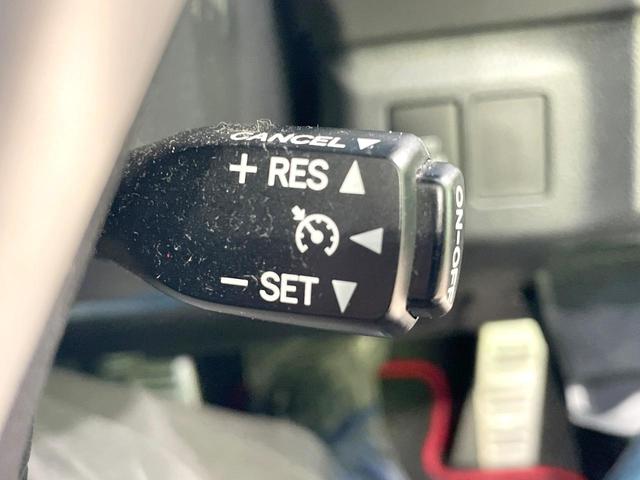 CANCEL ▼
+ RES ▲
◀
− SET ▼
ON-OFF